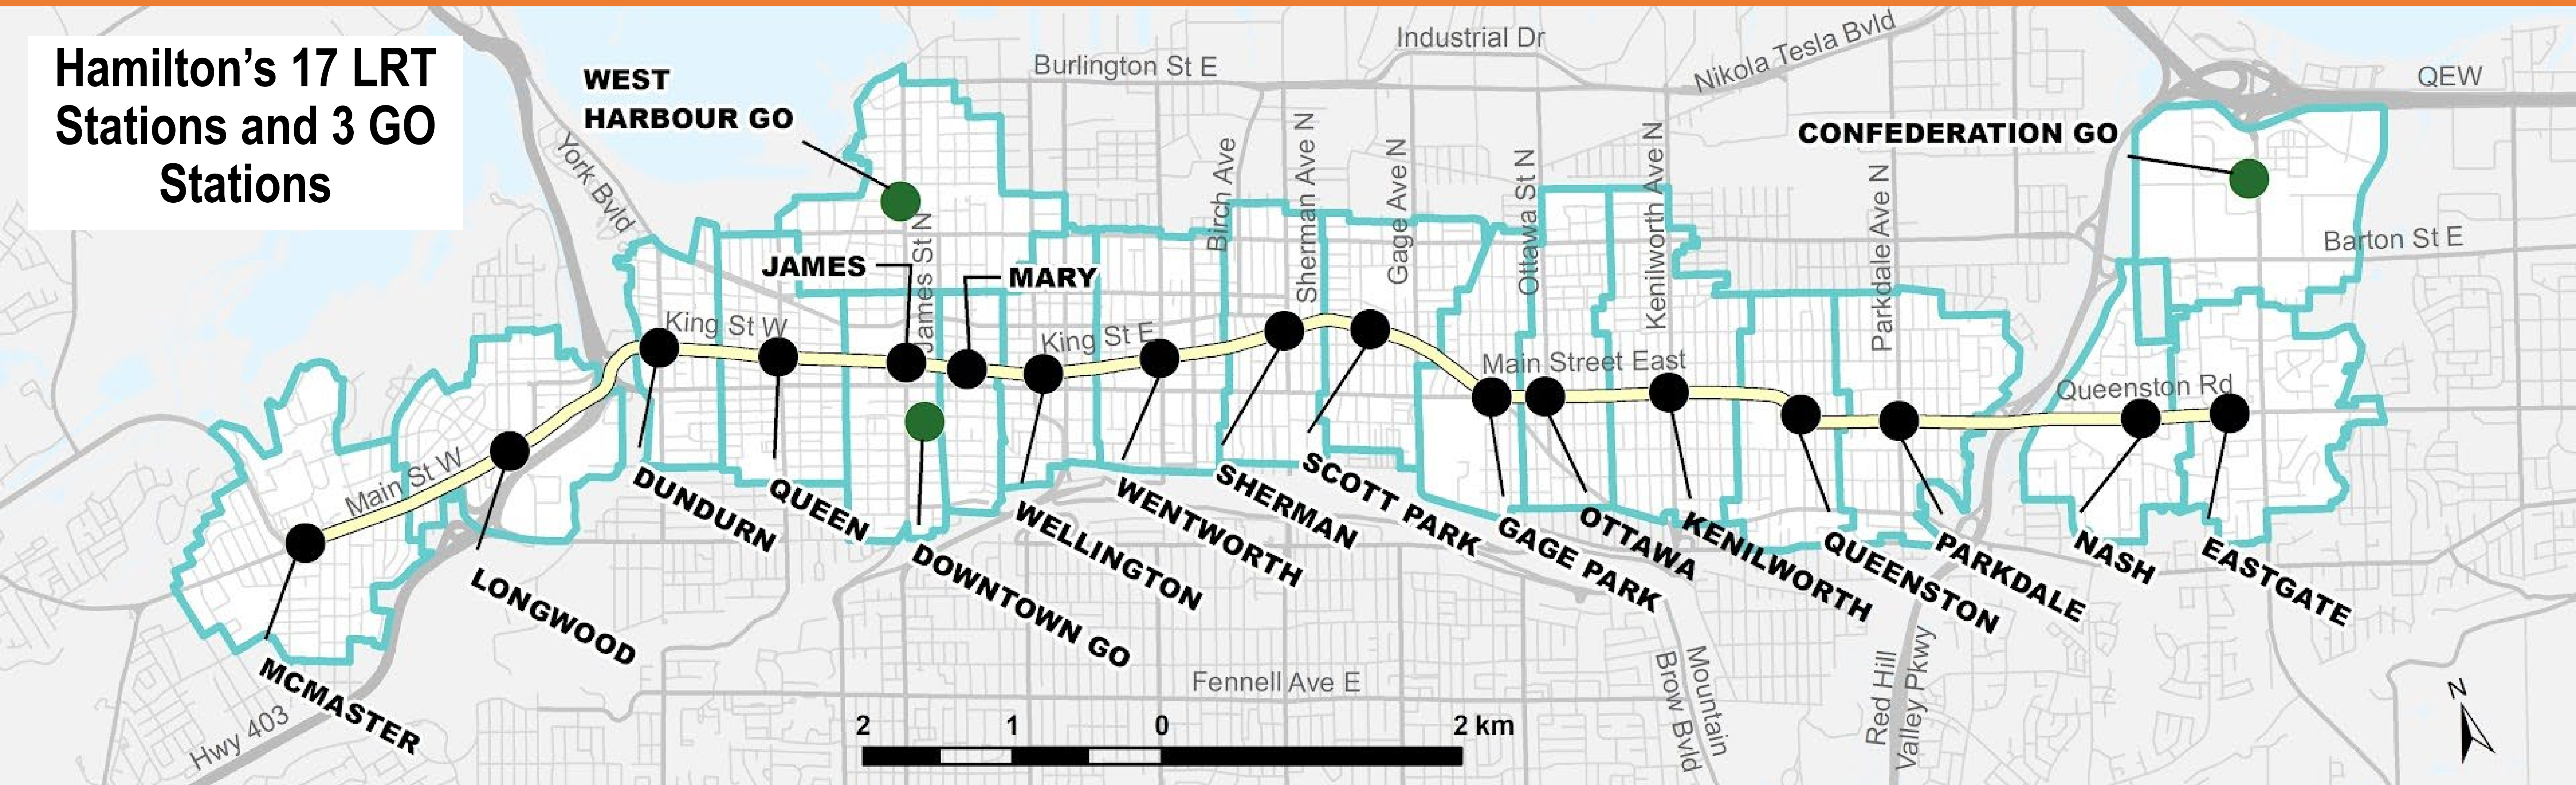 Hamilton's 17 LRT
Stations and 3 GO
Stations
WEST
HARBOUR GO
CONFEDERATION GO
JAMES
MARY
MCMASTER
LONGWOOD
DUNDURN
QUEEN
DOWNTOWN GO
WELLINGTON
WENTWORTH
SHERMAN
SCOTT PARK
GAGE PARK
OTTAWA
KENILWORTH
QUEENSTON
PARKDALE
NASH
EASTGATE
Burlington St E
Industrial Dr
Nikola Tesla Bvld
QEW
York Bvld
James St N
Birch Ave
Sherman Ave N
Gage Ave N
Ottawa St N
Kenilworth Ave N
Parkdale Ave N
Barton St E
King St W
King St E
Main Street East
Queenston Rd
Main St W
Hwy 403
Fennell Ave E
Mountain
Brow Bvld
Red Hill
Valley Pkwy
2 1 0 2 km
N